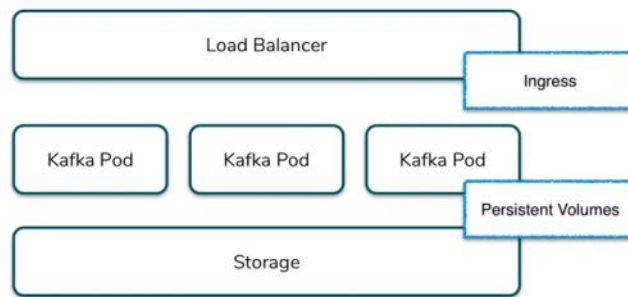 Load Balancer
Ingress
Kafka Pod
Kafka Pod
Kafka Pod
Persistent Volumes
Storage